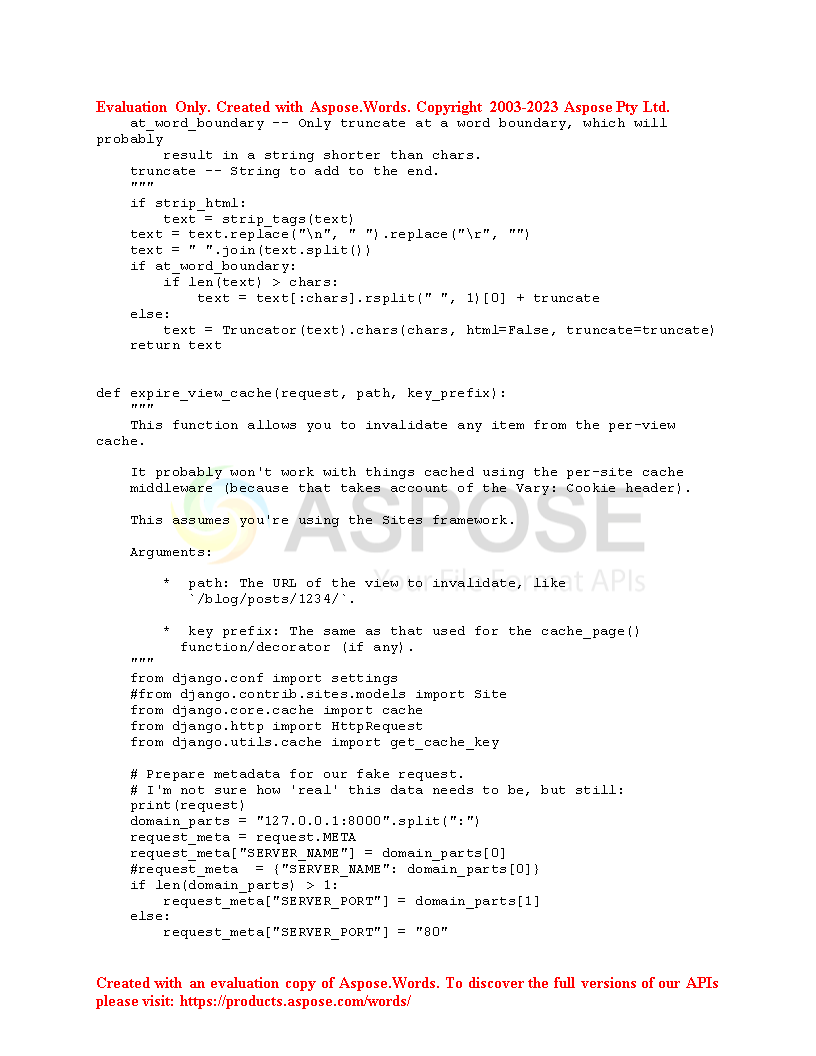 Evaluation Only. Created with Aspose.Words. Copyright 2003-2023 Aspose Pty Ltd.
    at_word_boundary -- Only truncate at a word boundary, which will
probably
        result in a string shorter than chars.
    truncate -- String to add to the end.
    """
    if strip_html:
        text = strip_tags(text)
    text = text.replace("\n", " ").replace("\r", "")
    text = " ".join(text.split())
    if at_word_boundary:
        if len(text) > chars:
            text = text[:chars].rsplit(" ", 1)[0] + truncate
    else:
        text = Truncator(text).chars(chars, html=False, truncate=truncate)
    return text
def expire_view_cache(request, path, key_prefix):
    """
    This function allows you to invalidate any item from the per-view
cache.
    It probably won't work with things cached using the per-site cache
    middleware (because that takes account of the Vary: Cookie header).
ASPOSE
    This assumes you're using the Sites framework.
    Arguments:
        *  path: The URL of the view to invalidate, like
Your File Format APIs
           `/blog/posts/1234/`.
        *  key prefix: The same as that used for the cache_page()
          function/decorator (if any).
    """
    from django.conf import settings
    #from django.contrib.sites.models import Site
    from django.core.cache import cache
    from django.http import HttpRequest
    from django.utils.cache import get_cache_key
    # Prepare metadata for our fake request.
    # I'm not sure how 'real' this data needs to be, but still:
    print(request)
    domain_parts = "127.0.0.1:8000".split(":")
    request_meta = request.META
    request_meta["SERVER_NAME"] = domain_parts[0]
    #request_meta  = {"SERVER_NAME": domain_parts[0]}
    if len(domain_parts) > 1:
        request_meta["SERVER_PORT"] = domain_parts[1]
    else:
        request_meta["SERVER_PORT"] = "80"
Created with an evaluation copy of Aspose.Words. To discover the full versions of our APIs
please visit: https://products.aspose.com/words/